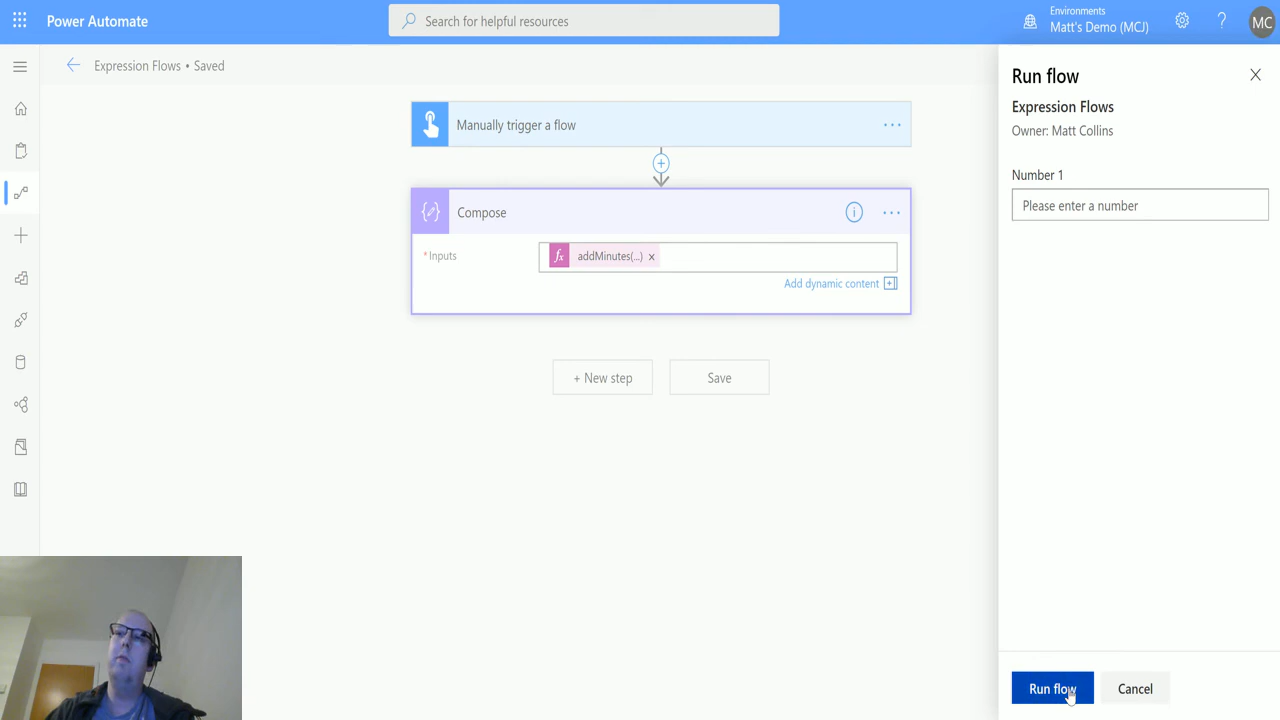 Power Automate
Search for helpful resources
Environments
Matt's Demo (MCJ)
?
MC
Expression Flows • Saved
Manually trigger a flow
Compose
* Inputs
fx addMinutes(...) x
Add dynamic content
+ New step
Save
Run flow
Expression Flows
Owner: Matt Collins
Number 1
Please enter a number
Run flow
Cancel